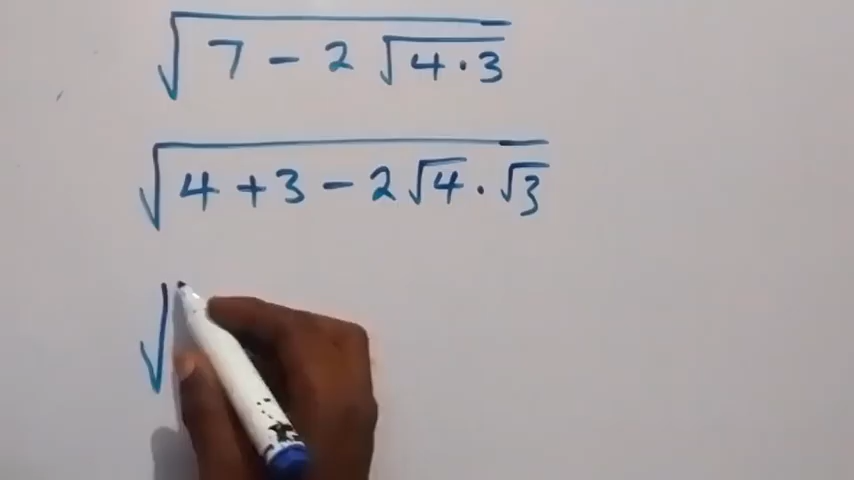 √(7 - 2√(4 · 3))
√(4 + 3 - 2√4 · √3)
√